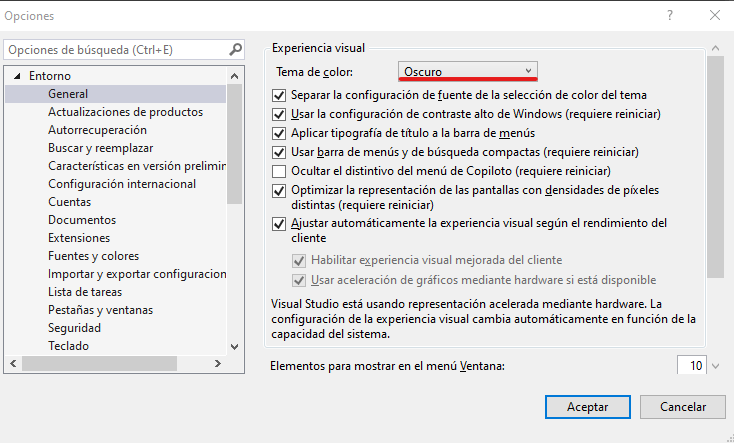 Opciones
Opciones de búsqueda (Ctrl+E)
Entorno
General
Actualizaciones de productos
Autorrecuperación
Buscar y reemplazar
Características en versión prelimin
Configuración internacional
Cuentas
Documentos
Extensiones
Fuentes y colores
Importar y exportar configuracion
Lista de tareas
Pestañas y ventanas
Seguridad
Teclado
Experiencia visual
Tema de color:
Oscuro
Separar la configuración de fuente de la selección de color del tema
Usar la configuración de contraste alto de Windows (requiere reiniciar)
Aplicar tipografía de título a la barra de menús
Usar barra de menús y de búsqueda compactas (requiere reiniciar)
Ocultar el distintivo del menú de Copiloto (requiere reiniciar)
Optimizar la representación de las pantallas con densidades de píxeles
distintas (requiere reiniciar)
Ajustar automáticamente la experiencia visual según el rendimiento del
cliente
Habilitar experiencia visual mejorada del cliente
Usar aceleración de gráficos mediante hardware si está disponible
Visual Studio está usando representación acelerada mediante hardware. La
configuración de la experiencia visual cambia automáticamente en función de la
capacidad del sistema.
Elementos para mostrar en el menú Ventana:
10
Aceptar
Cancelar